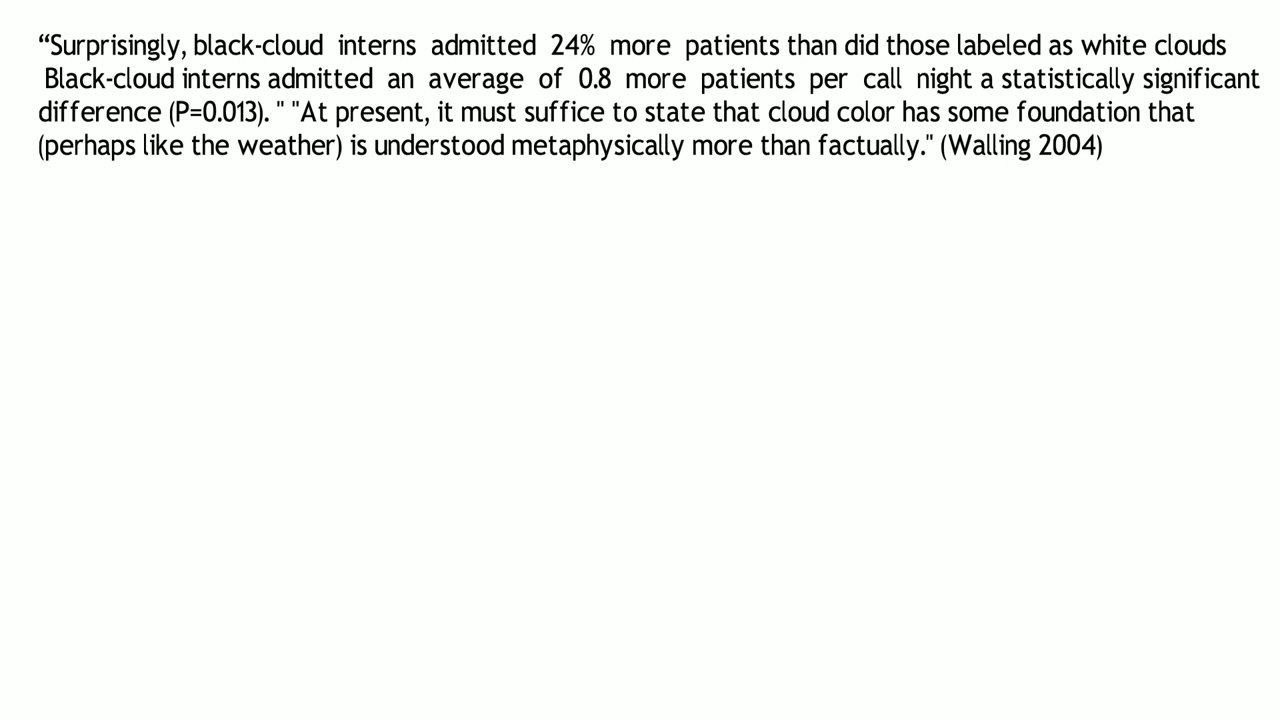 “Surprisingly, black-cloud interns admitted 24% more patients than did those labeled as white clouds
Black-cloud interns admitted an average of 0.8 more patients per call night a statistically significant
difference (P=0.013). " "At present, it must suffice to state that cloud color has some foundation that
(perhaps like the weather) is understood metaphysically more than factually." (Walling 2004)